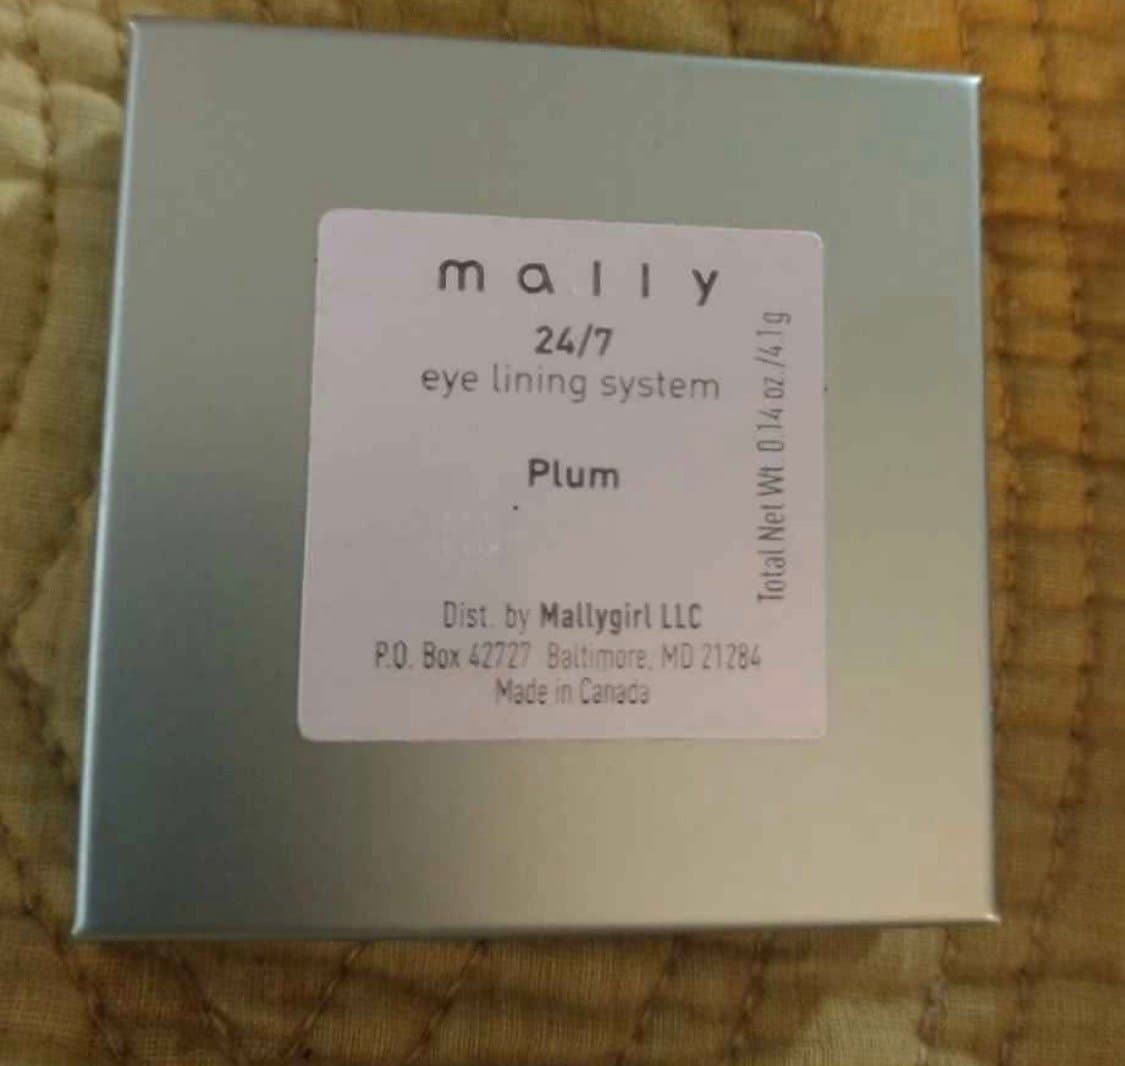 mally
24/7
eye lining system
Plum
Total Net Wt. 0.14 oz./4.1g
Dist. by Mallygirl LLC
P.O. Box 42727 Baltimore, MD 21284
Made in Canada